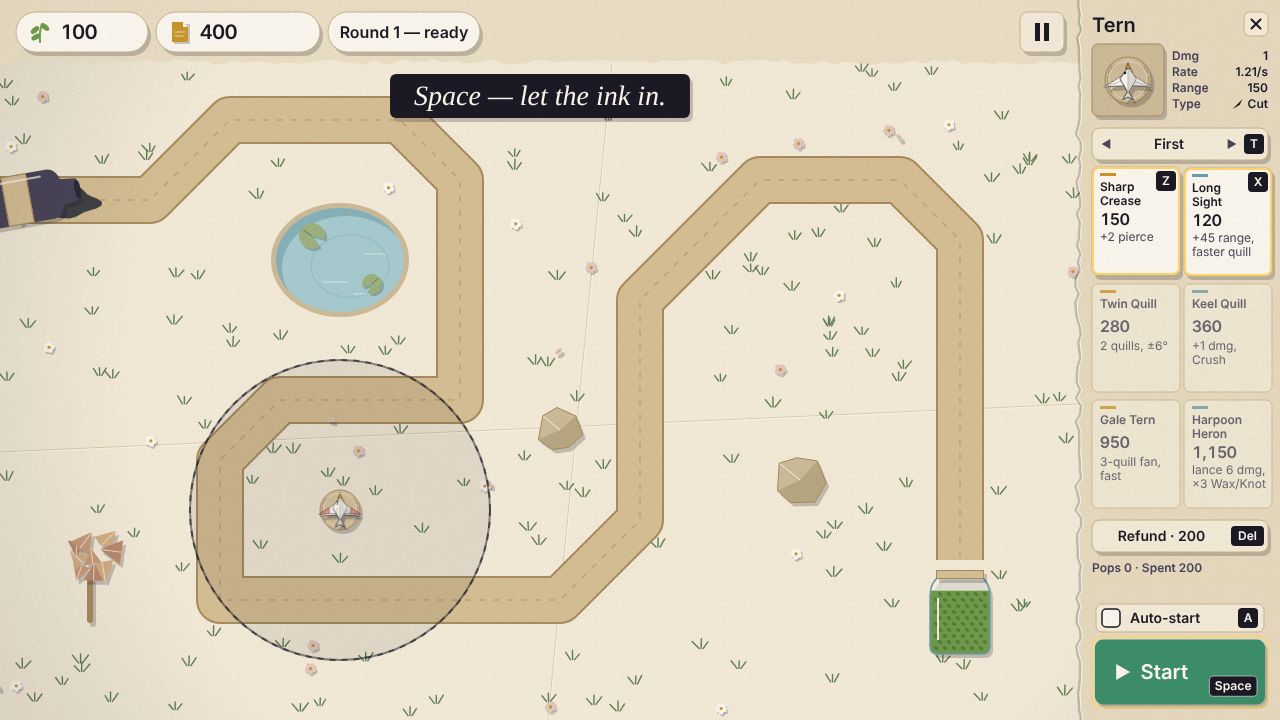 100
400
Round 1 — ready
Space — let the ink in.
Tern
Dmg 1
Rate 1.21/s
Range 150
Type Cut
First T
Sharp Crease Z
150
+2 pierce
Long Sight X
120
+45 range, faster quill
Twin Quill
280
2 quills, ±6°
Keel Quill
360
+1 dmg, Crush
Gale Tern
950
3-quill fan, fast
Harpoon Heron
1,150
lance 6 dmg, ×3 Wax/Knot
Refund · 200 Del
Pops 0 · Spent 200
Auto-start A
Start
Space